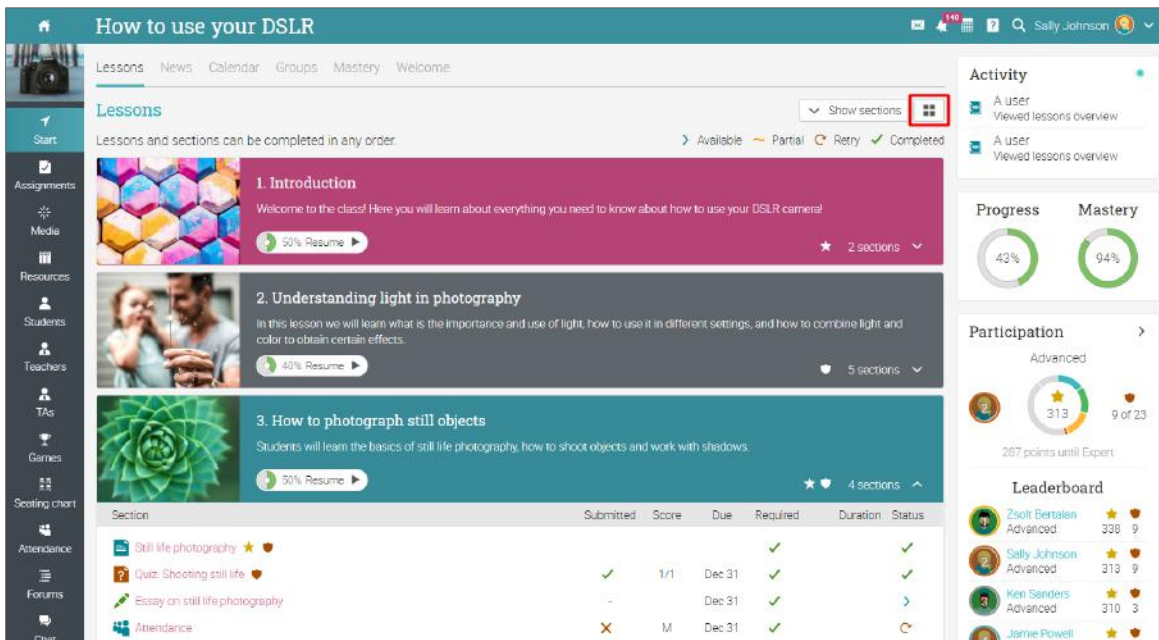 How to use your DSLR
140
Sally Johnson
Lessons News Calendar Groups Mastery Welcome
Lessons
Show sections
Lessons and sections can be completed in any order.
Available Partial Retry Completed
1. Introduction
Welcome to the class! Here you will learn about everything you need to know about how to use your DSLR camera!
50% Resume
2 sections
2. Understanding light in photography
In this lesson we will learn what is the importance and use of light, how to use it in different settings, and how to combine light and
color to obtain certain effects.
40% Resume
5 sections
3. How to photograph still objects
Students will learn the basics of still life photography, how to shoot objects and work with shadows.
50% Resume
4 sections
Section Submitted Score Due Required Duration Status
Still life photography
Quiz: Shooting still life 1/1 Dec 31
Essay on still life photography - Dec 31
Attendance M Dec 31
Start
Assignments
Media
Resources
Students
Teachers
TAs
Games
Seating chart
Attendance
Forums
Chat
Activity
A user
Viewed lessons overview
A user
Viewed lessons overview
Progress Mastery
43% 94%
Participation
Advanced
313
9 of 23
287 points until Expert
Leaderboard
Zsolt Bertalan
Advanced 338 9
Sally Johnson
Advanced 313 9
Ken Sanders
Advanced 310 3
Jamie Powell